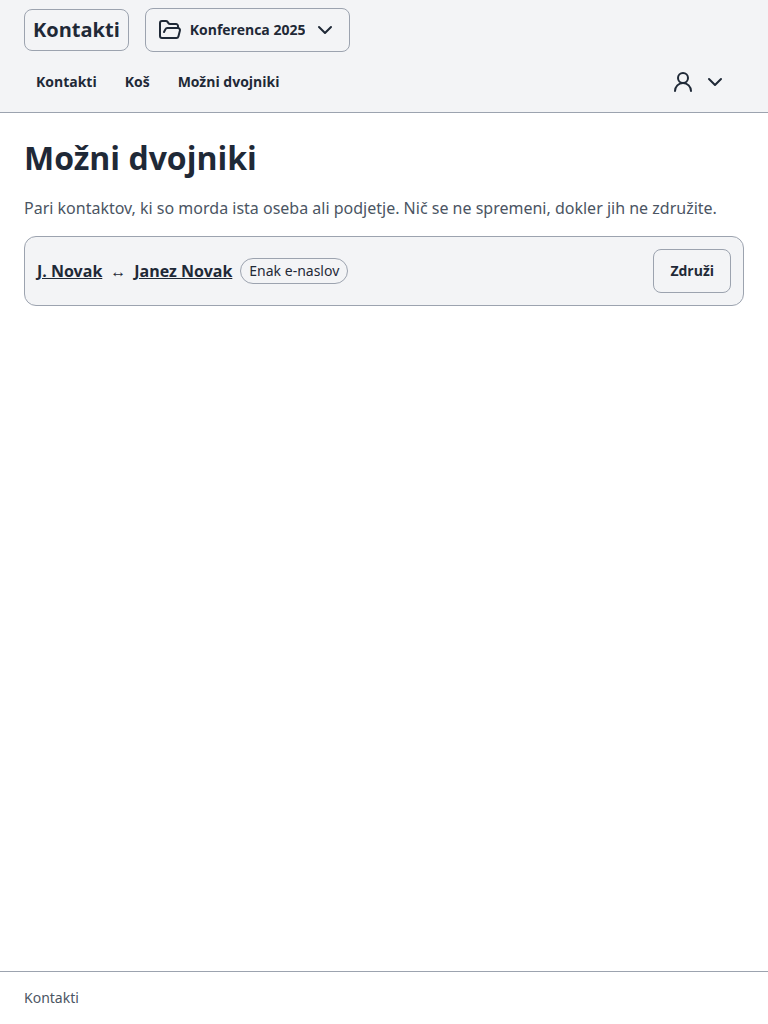 Kontakti
Konferenca 2025
Kontakti Koš Možni dvojniki
Možni dvojniki
Pari kontaktov, ki so morda ista oseba ali podjetje. Nič se ne spremeni, dokler jih ne združite.
J. Novak ↔ Janez Novak Enak e-naslov Združi
Kontakti